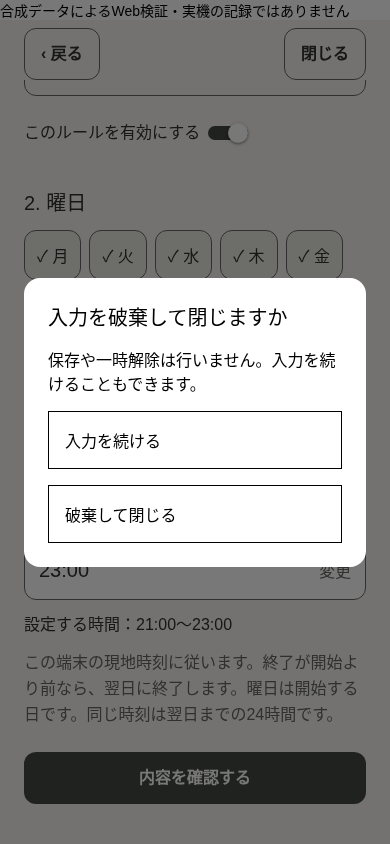 合成データによるWeb検証・実機の記録ではありません
‹ 戻る
閉じる
このルールを有効にする
2. 曜日
✓ 月
✓ 火
✓ 水
✓ 木
✓ 金
入力を破棄して閉じますか
保存や一時解除は行いません。入力を続
けることもできます。
入力を続ける
破棄して閉じる
23:00
変更
設定する時間：21:00〜23:00
この端末の現地時刻に従います。終了が開始よ
り前なら、翌日に終了します。曜日は開始する
日です。同じ時刻は翌日までの24時間です。
内容を確認する